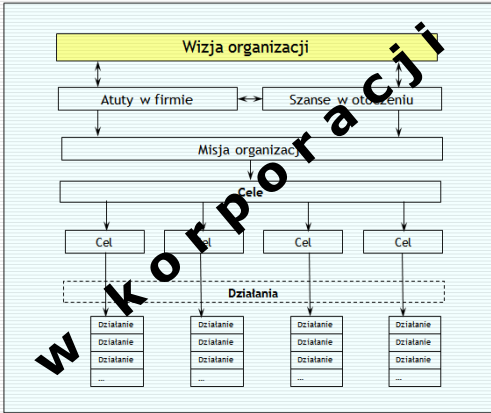 Wizja organizacji
Atuty w firmie
Szanse w otoczeniu
Misja organizacji
Cele
Cel Cel Cel Cel
Działania
Działanie Działanie Działanie Działanie
Działanie Działanie Działanie Działanie
Działanie Działanie Działanie Działanie
... ... ... ...
w korporacji